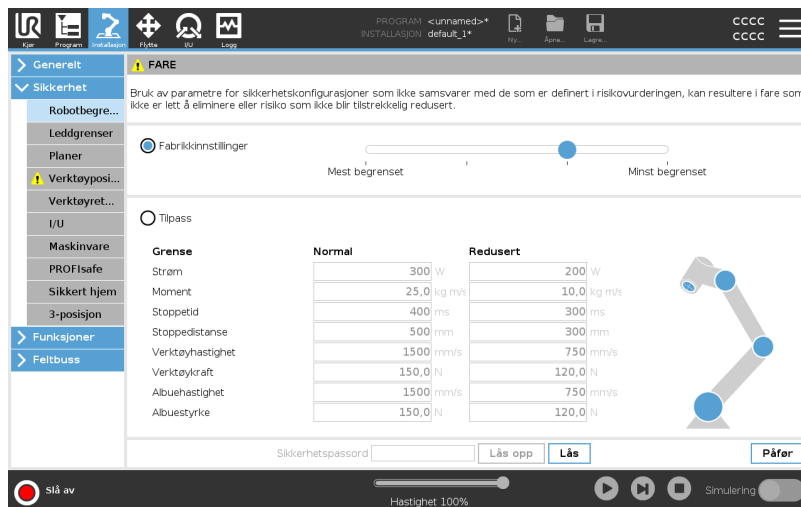 PROGRAM <unnamed>*
INSTALLASJON default_1*
CCCC
CCCC
Kjør Program Installasjon Flytte I/U Logg Ny... Åpne... Lagre...
Generelt
FARE
Sikkerhet
Bruk av parametre for sikkerhetskonfigurasjoner som ikke samsvarer med de som er definert i risikovurderingen, kan resultere i fare som
ikke er lett å eliminere eller risiko som ikke blir tilstrekkelig redusert.
Robotbegre...
Leddgrenser
Planer
Verktøyposi...
Verktøyret...
I/U
Maskinvare
PROFIsafe
Sikkert hjem
3-posisjon
Funksjoner
Feltbuss
Fabrikkinnstillinger
Mest begrenset Minst begrenset
Tilpass
Grense Normal Redusert
Strøm 300 W 200 W
Moment 25,0 kg m/s 10,0 kg m/s
Stoppetid 400 ms 300 ms
Stoppedistanse 500 mm 300 mm
Verktøyhastighet 1500 mm/s 750 mm/s
Verktøykraft 150,0 N 120,0 N
Albuehastighet 1500 mm/s 750 mm/s
Albuestyrke 150,0 N 120,0 N
Sikkerhetspassord Lås opp Lås Påfør
Slå av
Hastighet 100%
Simulering